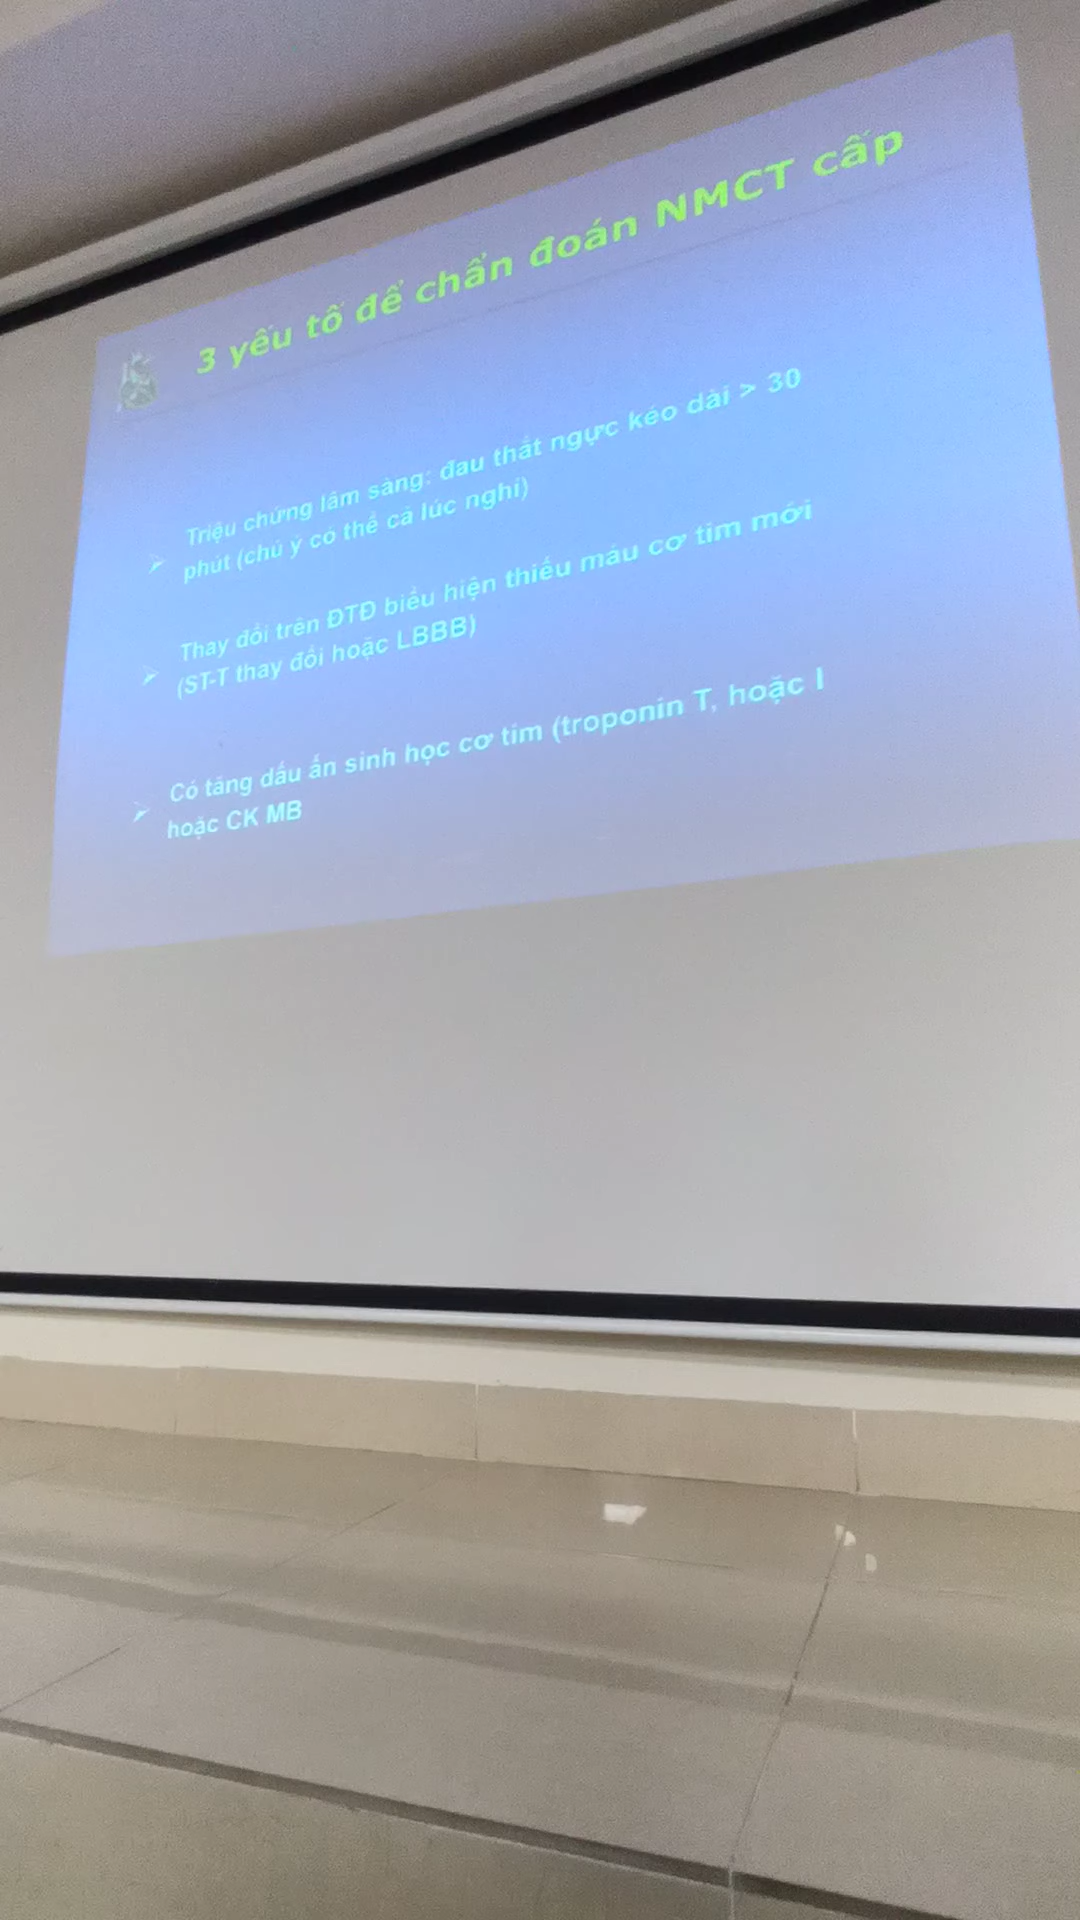 3 yếu tố để chẩn đoán NMCT cấp
Triệu chứng lâm sàng: đau thắt ngực kéo dài > 30
phút (chú ý có thể cả lúc nghỉ)
Thay đổi trên ĐTĐ biểu hiện thiếu máu cơ tim mới
(ST-T thay đổi hoặc LBBB)
Có tăng dấu ấn sinh học cơ tim (troponin T, hoặc I
hoặc CK MB